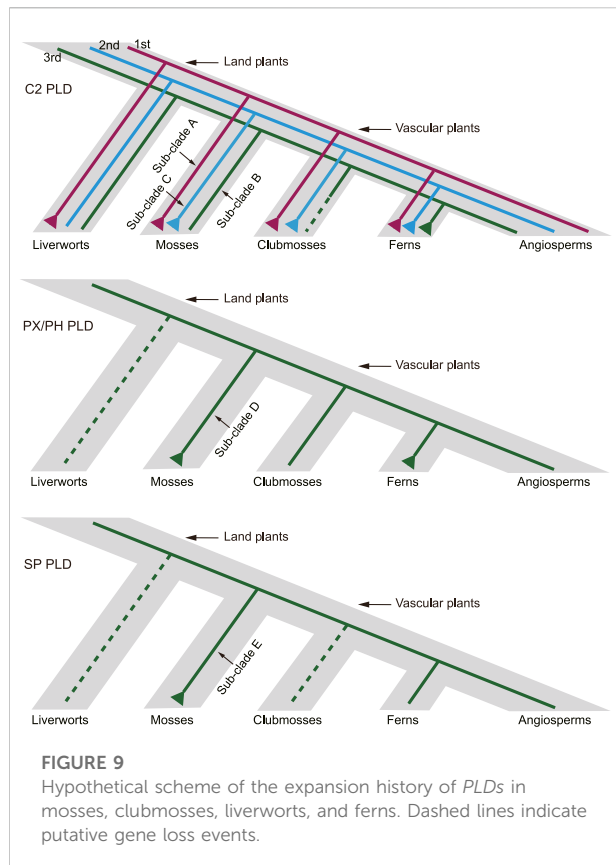 3rd
2nd
1st
Land plants
C2 PLD
Vascular plants
Sub-clade A
Sub-clade C
Sub-clade B
Liverworts
Mosses
Clubmosses
Ferns
Angiosperms
Land plants
PX/PH PLD
Vascular plants
Sub-clade D
Liverworts
Mosses
Clubmosses
Ferns
Angiosperms
Land plants
SP PLD
Vascular plants
Sub-clade E
Liverworts
Mosses
Clubmosses
Ferns
Angiosperms
FIGURE 9
Hypothetical scheme of the expansion history of PLDs in
mosses, clubmosses, liverworts, and ferns. Dashed lines indicate
putative gene loss events.